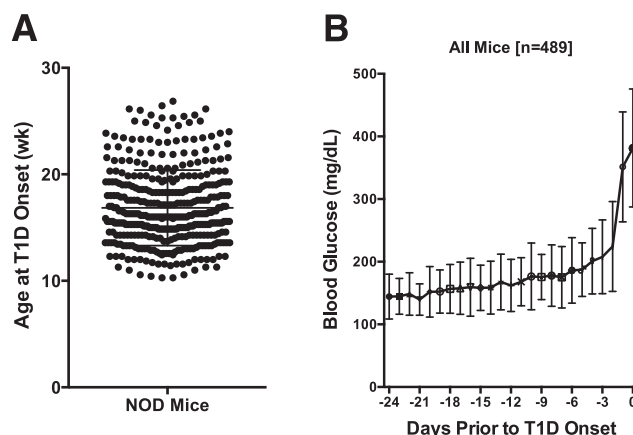 A
30
20
10
0
Age at T1D Onset (wk)
NOD Mice
B
All Mice [n=489]
500
400
300
200
100
0
Blood Glucose (mg/dL)
-24 -21 -18 -15 -12 -9 -6 -3 0
Days Prior to T1D Onset